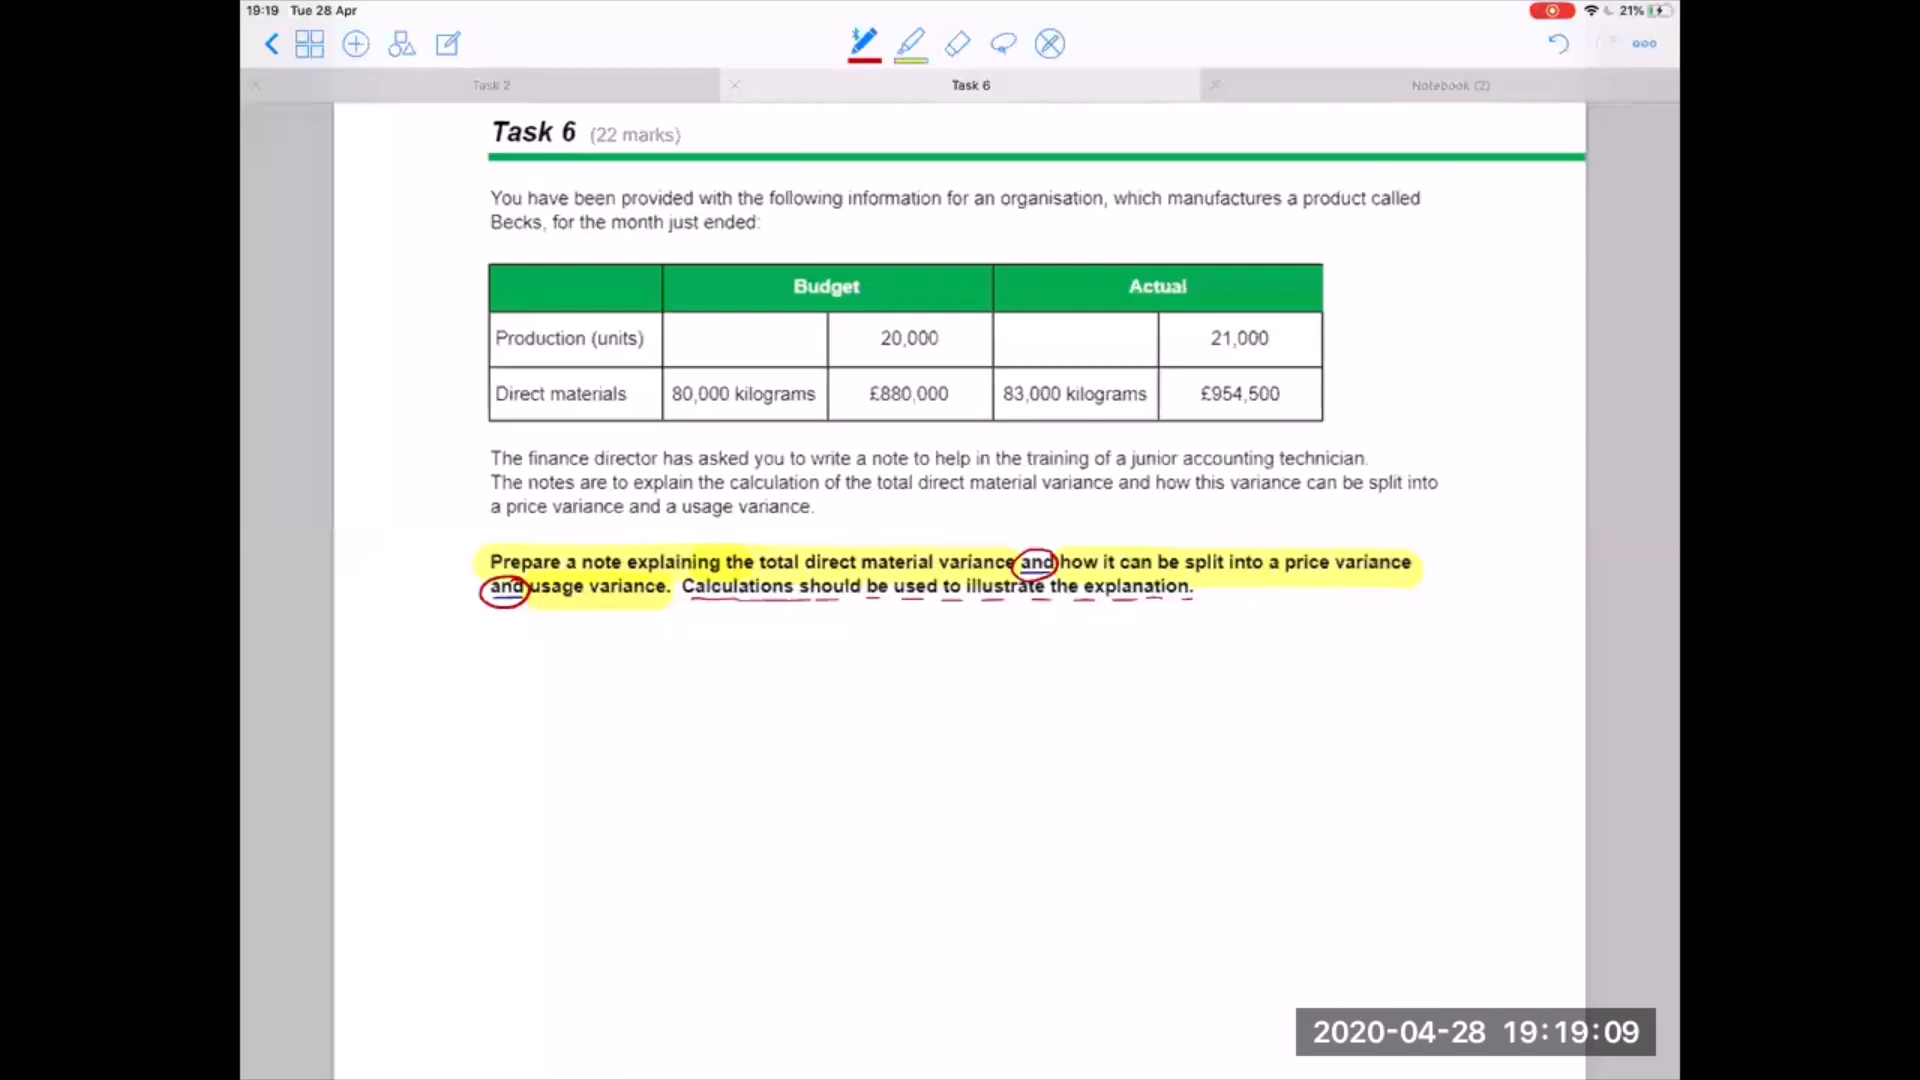 19:19 Tue 28 Apr
21%
Task 2
Task 6
Notebook (2)
Task 6 (22 marks)
You have been provided with the following information for an organisation, which manufactures a product called
Becks, for the month just ended:
Budget Actual
Production (units) 20,000 21,000
Direct materials 80,000 kilograms £880,000 83,000 kilograms £954,500
The finance director has asked you to write a note to help in the training of a junior accounting technician.
The notes are to explain the calculation of the total direct material variance and how this variance can be split into
a price variance and a usage variance.
Prepare a note explaining the total direct material variance and how it can be split into a price variance
and usage variance. Calculations should be used to illustrate the explanation.
2020-04-28 19:19:09